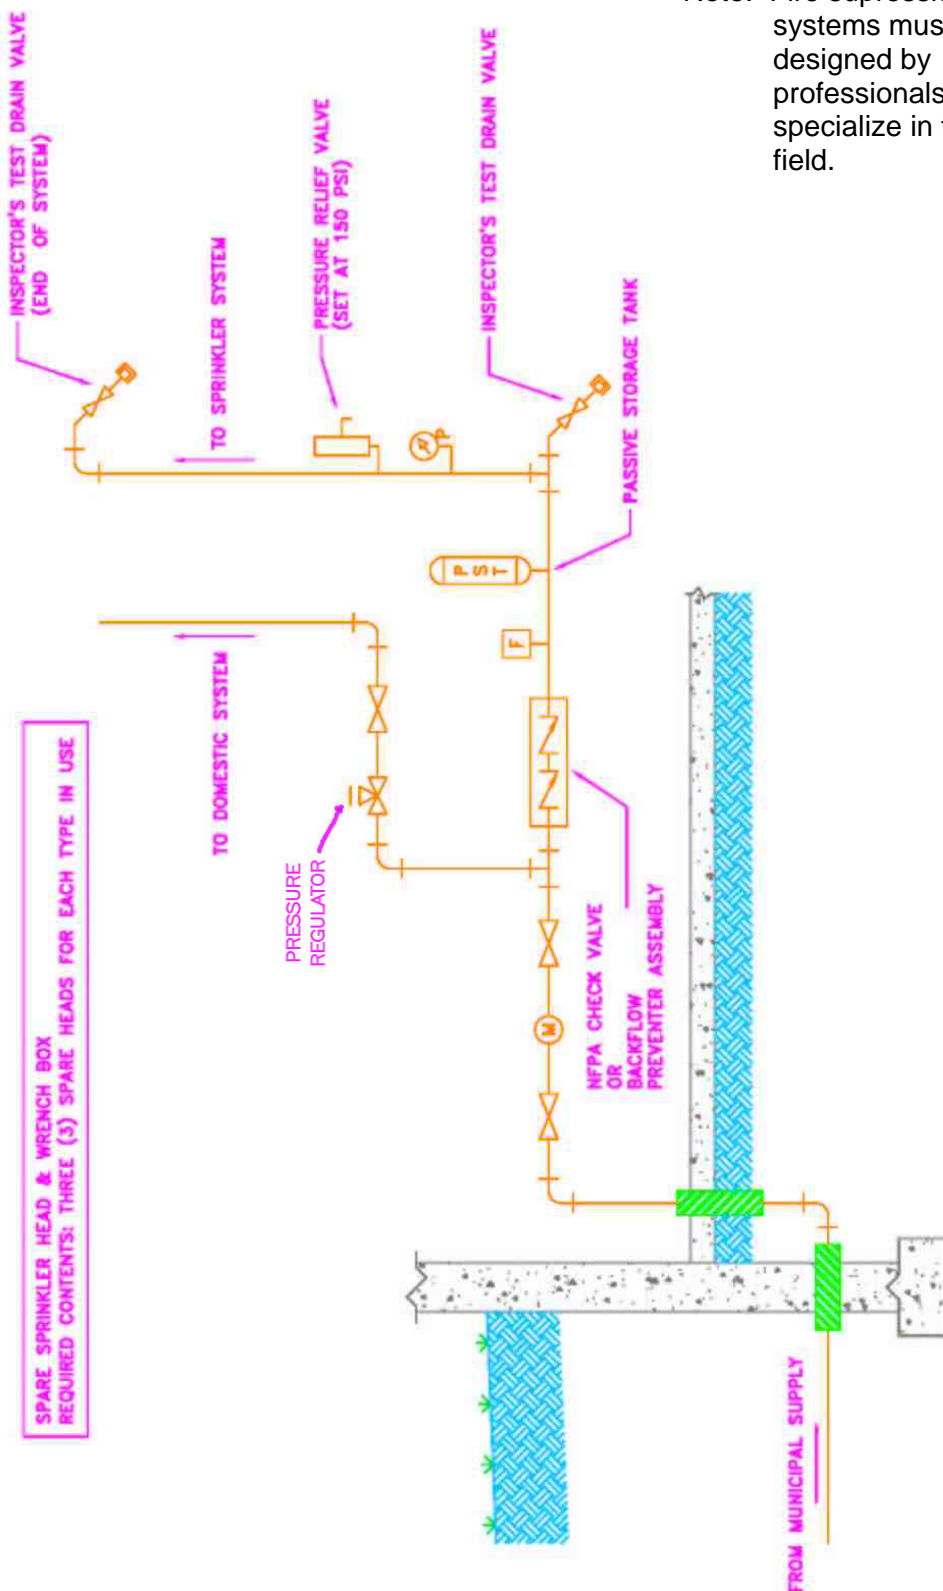 Note: Fire supressi
systems mus
designed by
professionals
specialize in
field.
INSPECTOR'S TEST DRAIN VALVE
(END OF SYSTEM)
TO SPRINKLER SYSTEM
PRESSURE RELIEF VALVE
(SET AT 150 PSI)
INSPECTOR'S TEST DRAIN VALVE
P
PASSIVE STORAGE TANK
PST
F
TO DOMESTIC SYSTEM
PRESSURE
REGULATOR
SPARE SPRINKLER HEAD & WRENCH BOX
REQUIRED CONTENTS: THREE (3) SPARE HEADS FOR EACH TYPE IN USE
M
NFPA CHECK VALVE
OR
BACKFLOW
PREVENTER ASSEMBLY
FROM MUNICIPAL SUPPLY